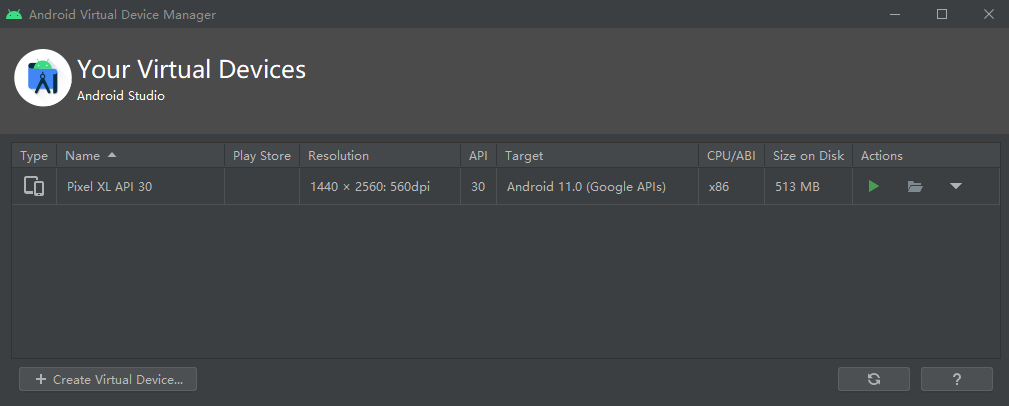 Android Virtual Device Manager
Your Virtual Devices
Android Studio
Type Name Play Store Resolution API Target CPU/ABI Size on Disk Actions
Pixel XL API 30 1440 × 2560: 560dpi 30 Android 11.0 (Google APIs) x86 513 MB
+ Create Virtual Device... ?